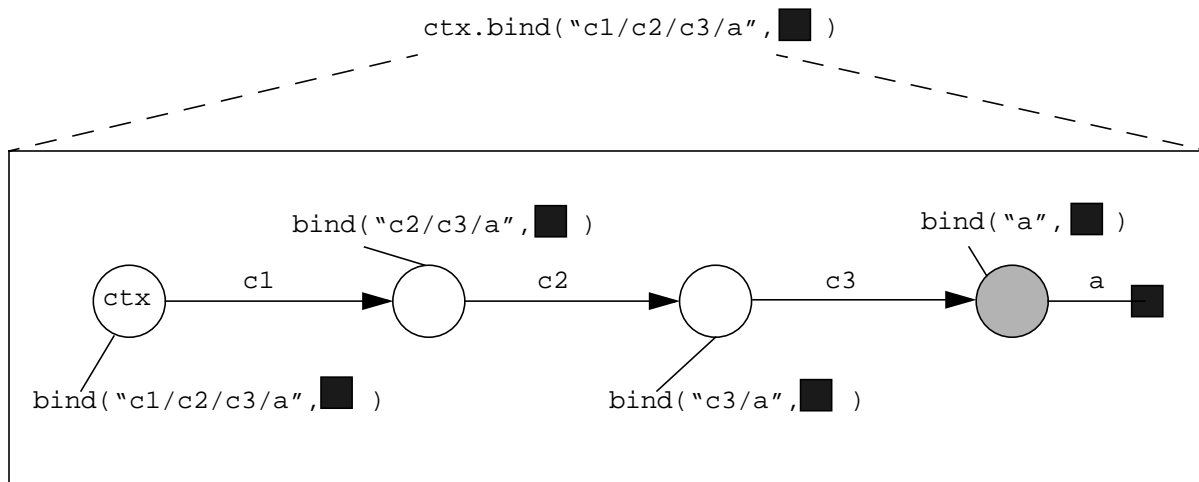 ctx.bind(“c1/c2/c3/a”, )
bind(“c2/c3/a”, )
bind(“a”, )
c1
c2
c3
a
ctx
bind(“c1/c2/c3/a”, )
bind(“c3/a”, )